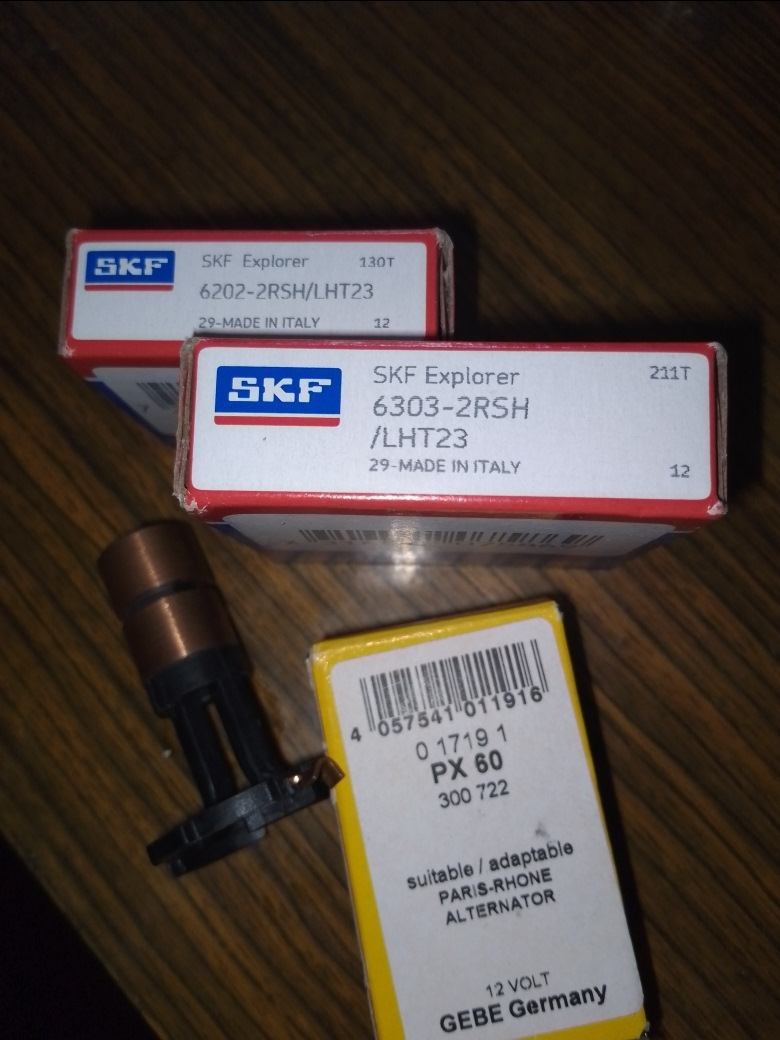 SKF
SKF Explorer
130T
6202-2RSH/LHT23
29-MADE IN ITALY
12
7
SKF
SKF Explorer
211T
6303-2RSH
/LHT23
29-MADE IN ITALY
12
4 057541 011916
0 1719 1
PX 60
300 722
suitable / adaptable
PARIS-RHONE
ALTERNATOR
12 VOLT
GEBE Germany